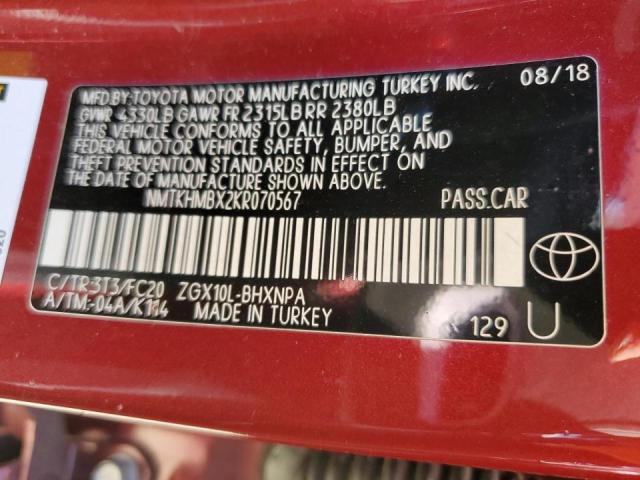 MFD.BY:TOYOTA MOTOR MANUFACTURING TURKEY INC. 08/18
GVWR 4330LB GAWR FR 2315LB RR 2380LB
THIS VEHICLE CONFORMS TO ALL APPLICABLE
FEDERAL MOTOR VEHICLE SAFETY, BUMPER, AND
THEFT PREVENTION STANDARDS IN EFFECT ON
THE DATE OF MANUFACTURE SHOWN ABOVE.
NMTKHMBX2KR070567 PASS.CAR
C/TR:3T3/FC20 ZGX10L-BHXNPA
A/TM:-04A/K114 MADE IN TURKEY 129 U